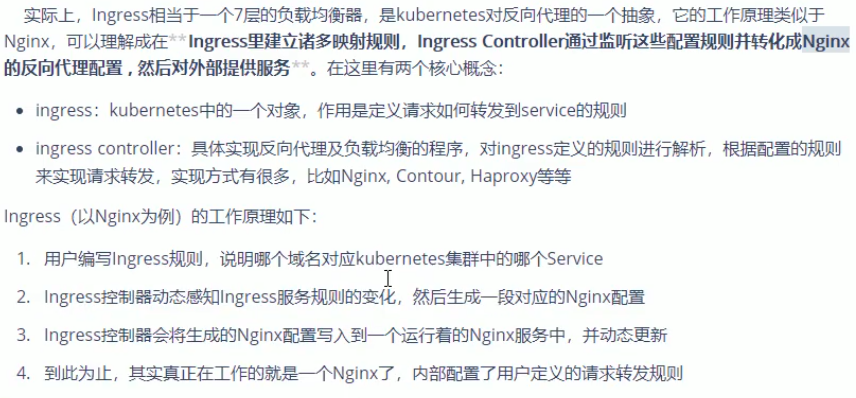 实际上，Ingress相当于一个7层的负载均衡器，是kubernetes对反向代理的一个抽象，它的工作原理类似于
Nginx，可以理解成在**Ingress里建立诸多映射规则，Ingress Controller通过监听这些配置规则并转化成Nginx
的反向代理配置 , 然后对外部提供服务**。在这里有两个核心概念：
• ingress：kubernetes中的一个对象，作用是定义请求如何转发到service的规则
• ingress controller：具体实现反向代理及负载均衡的程序，对ingress定义的规则进行解析，根据配置的规则
来实现请求转发，实现方式有很多，比如Nginx, Contour, Haproxy等等
Ingress（以Nginx为例）的工作原理如下：
1. 用户编写Ingress规则，说明哪个域名对应kubernetes集群中的哪个Service
2. Ingress控制器动态感知Ingress服务规则的变化，然后生成一段对应的Nginx配置
3. Ingress控制器会将生成的Nginx配置写入到一个运行着的Nginx服务中，并动态更新
4. 到此为止，其实真正在工作的就是一个Nginx了，内部配置了用户定义的请求转发规则